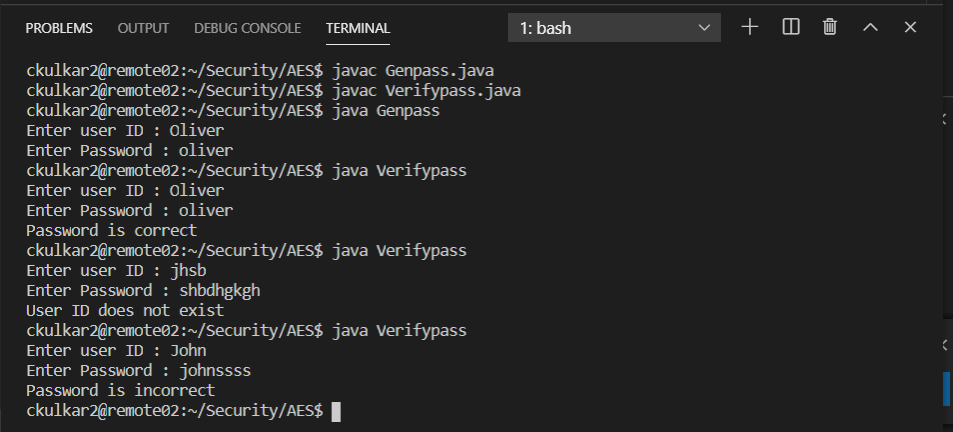 PROBLEMS OUTPUT DEBUG CONSOLE TERMINAL 1: bash
ckulkar2@remote02:~/Security/AES$ javac Genpass.java
ckulkar2@remote02:~/Security/AES$ javac Verifypass.java
ckulkar2@remote02:~/Security/AES$ java Genpass
Enter user ID : Oliver
Enter Password : oliver
ckulkar2@remote02:~/Security/AES$ java Verifypass
Enter user ID : Oliver
Enter Password : oliver
Password is correct
ckulkar2@remote02:~/Security/AES$ java Verifypass
Enter user ID : jhsb
Enter Password : shbdhgkgh
User ID does not exist
ckulkar2@remote02:~/Security/AES$ java Verifypass
Enter user ID : John
Enter Password : johnssss
Password is incorrect
ckulkar2@remote02:~/Security/AES$